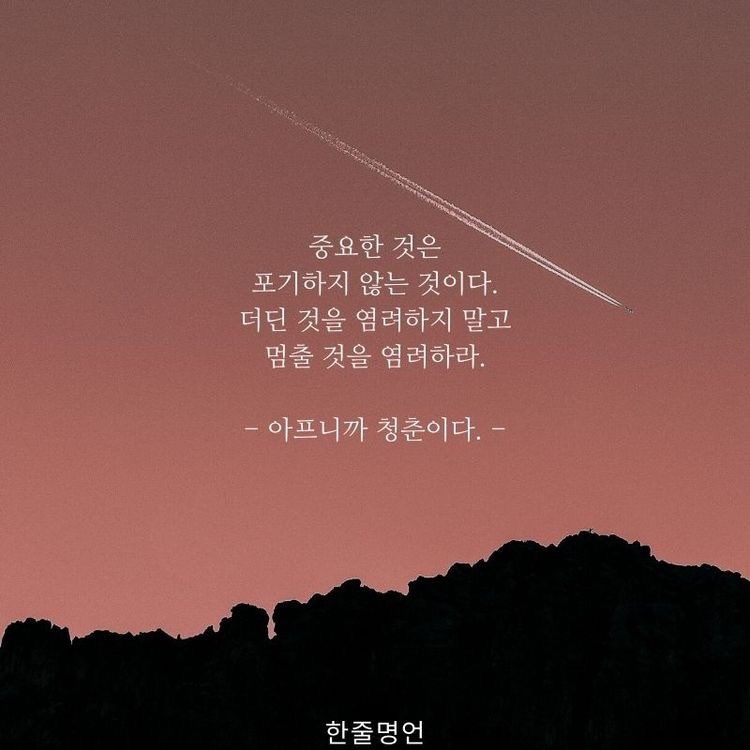 중요한 것은
포기하지 않는 것이다.
더딘 것을 염려하지 말고
멈출 것을 염려하라.
- 아프니까 청춘이다. -
한줄명언